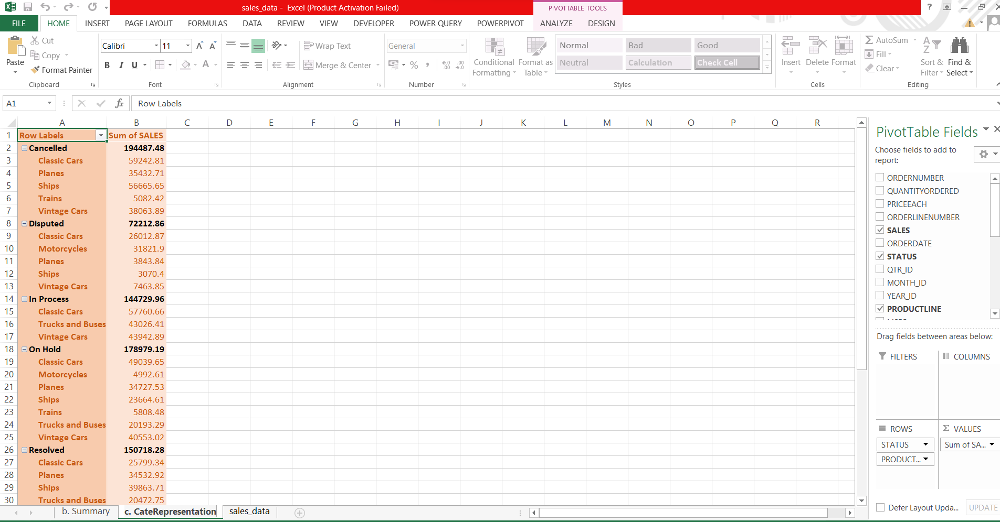 sales_data - Excel (Product Activation Failed)
PIVOTTABLE TOOLS
?
FILE HOME INSERT PAGE LAYOUT FORMULAS DATA REVIEW VIEW DEVELOPER POWER QUERY POWERPIVOT ANALYZE DESIGN
Paste
Cut
Copy
Format Painter
Clipboard
Calibri 11
B I U
Font
Wrap Text
Merge & Center
Alignment
General
%
Number
Conditional Formatting
Format as Table
Normal Bad Good
Neutral Calculation Check Cell
Styles
Insert Delete Format
Cells
AutoSum
Fill
Clear
Sort & Filter
Find & Select
Editing
A1 fx Row Labels
A B C D E F G H I J K L M N O P Q R
1 Row Labels Sum of SALES
2 Cancelled 194487.48
3 Classic Cars 59242.81
4 Planes 35432.71
5 Ships 56665.65
6 Trains 5082.42
7 Vintage Cars 38063.89
8 Disputed 72212.86
9 Classic Cars 26012.87
10 Motorcycles 31821.9
11 Planes 3843.84
12 Ships 3070.4
13 Vintage Cars 7463.85
14 In Process 144729.96
15 Classic Cars 57760.66
16 Trucks and Buses 43026.41
17 Vintage Cars 43942.89
18 On Hold 178979.19
19 Classic Cars 49039.65
20 Motorcycles 4992.61
21 Planes 34727.53
22 Ships 23664.61
23 Trains 5808.48
24 Trucks and Buses 20193.29
25 Vintage Cars 40553.02
26 Resolved 150718.28
27 Classic Cars 25799.34
28 Planes 34532.92
29 Ships 39863.71
30 Trucks and Buses 20472.75
b. Summary c. CateRepresentation sales_data
PivotTable Fields
Choose fields to add to
report:
ORDERNUMBER
QUANTITYORDERED
PRICEEACH
ORDERLINENUMBER
SALES
ORDERDATE
STATUS
QTR_ID
MONTH_ID
YEAR_ID
PRODUCTLINE
Drag fields between areas below:
FILTERS COLUMNS
ROWS VALUES
STATUS Sum of SA...
PRODUCT...
Defer Layout Upda... UPDATE